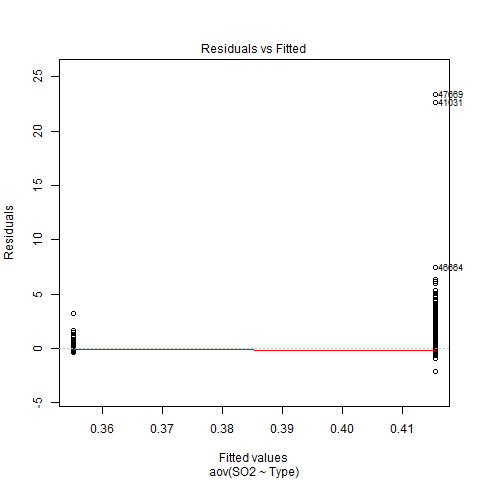 Residuals vs Fitted
25
20
15
10
5
0
-5
Residuals
47669
41031
46664
0.36 0.37 0.38 0.39 0.40 0.41
Fitted values
aov(SO2 ~ Type)